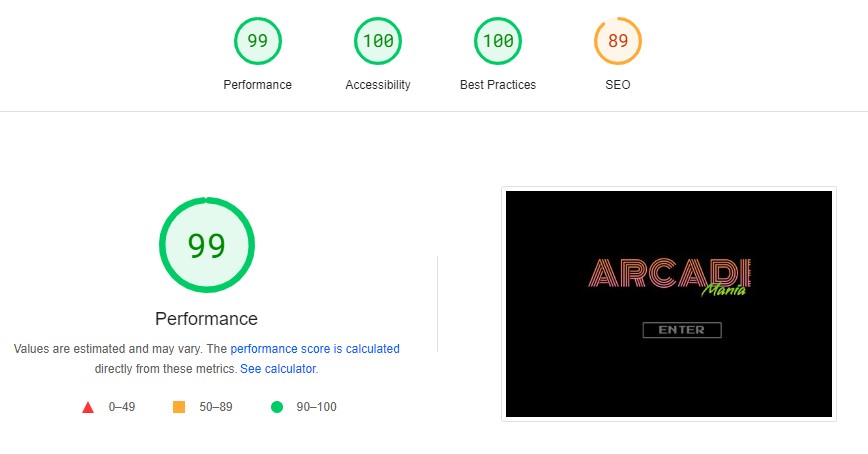 99
100
100
89
Performance
Accessibility
Best Practices
SEO
99
Performance
Values are estimated and may vary. The performance score is calculated
directly from these metrics. See calculator.
0–49
50–89
90–100
ARCADE
Mania
ENTER